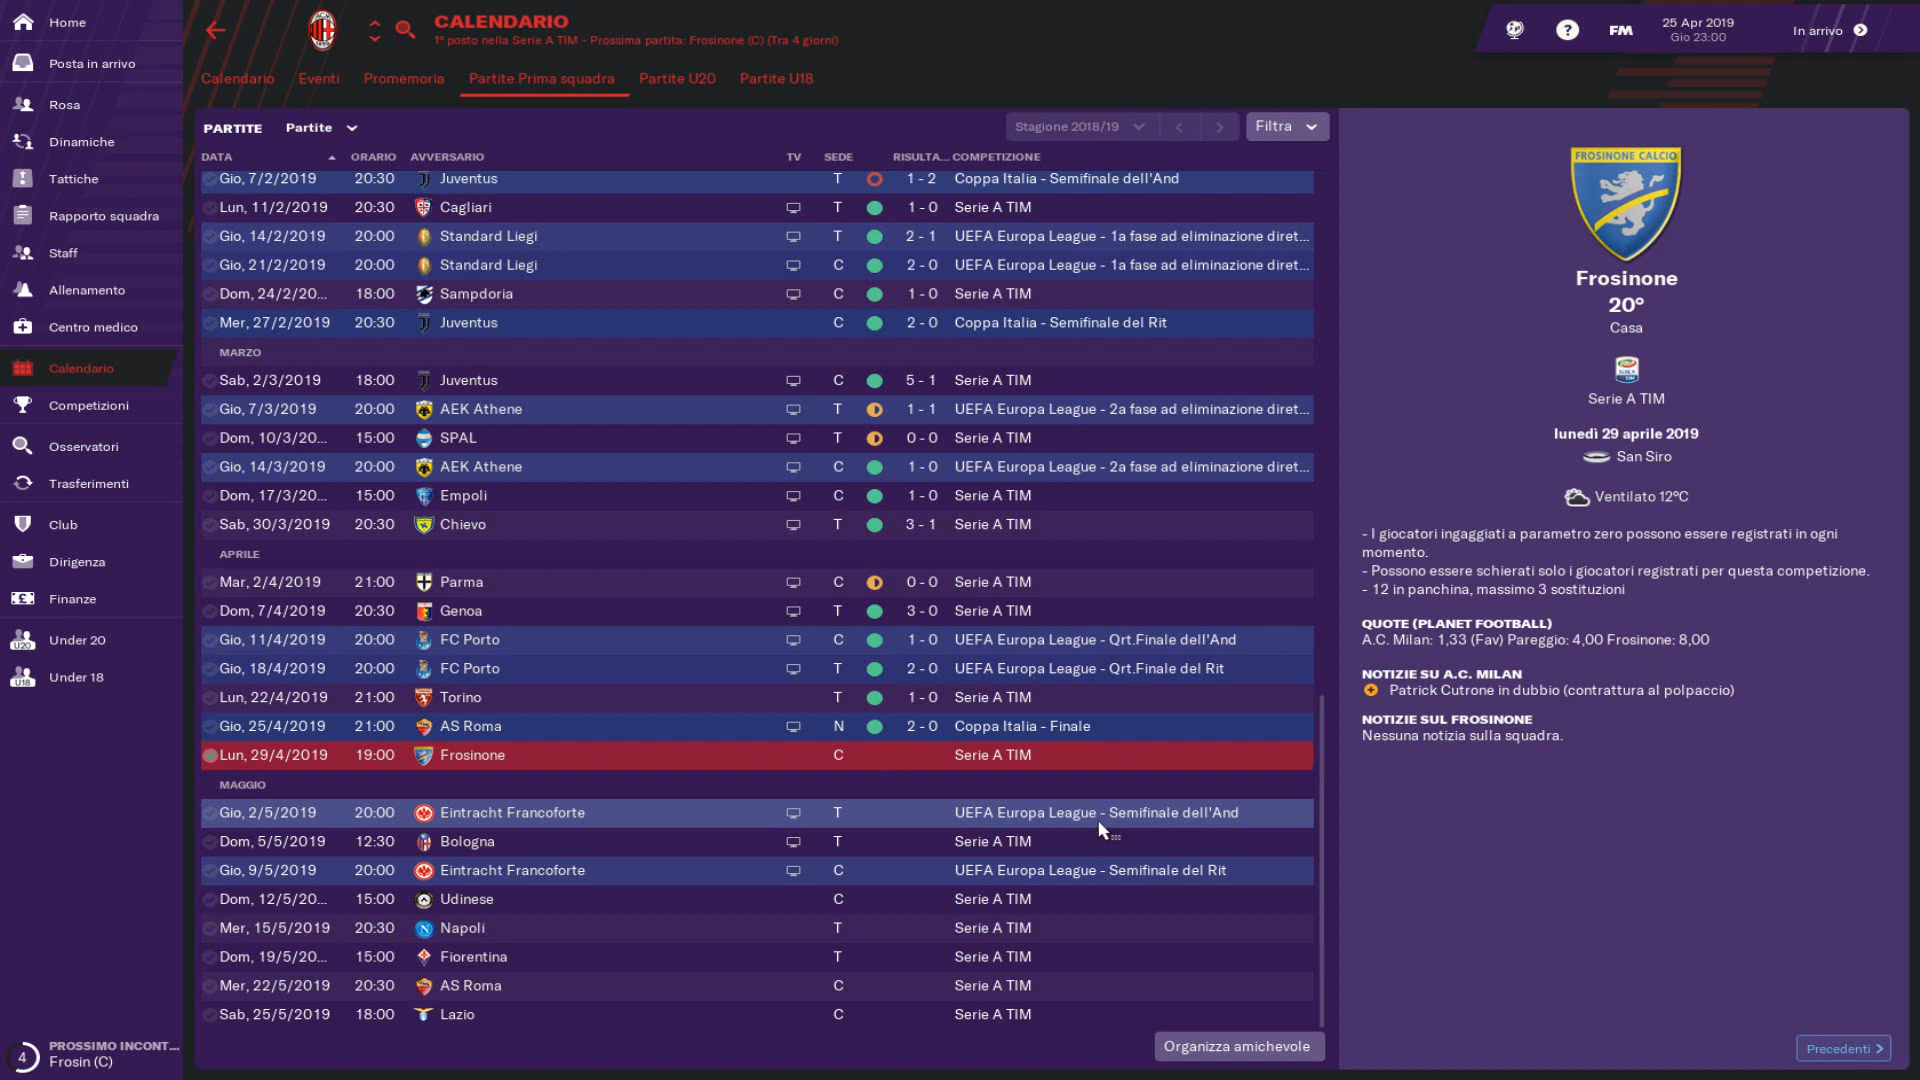 Home
Posta in arrivo
Rosa
Dinamiche
Tattiche
Rapporto squadra
Staff
Allenamento
Centro medico
Calendario
Competizioni
Osservatori
Trasferimenti
Club
Dirigenza
Finanze
U20 Under 20
U18 Under 18
4 PROSSIMO INCONT...
Frosin (C)
CALENDARIO
1° posto nella Serie A TIM - Prossima partita: Frosinone (C) (Tra 4 giorni)
FM 25 Apr 2019
Gio 23:00
In arrivo
Calendario Eventi Promemoria Partite Prima squadra Partite U20 Partite U18
PARTITE Partite Stagione 2018/19 Filtra
DATA ORARIO AVVERSARIO TV SEDE RISULTA... COMPETIZIONE
Gio, 7/2/2019 20:30 Juventus T 1 - 2 Coppa Italia - Semifinale dell'And
Lun, 11/2/2019 20:30 Cagliari T 1 - 0 Serie A TIM
Gio, 14/2/2019 20:00 Standard Liegi T 2 - 1 UEFA Europa League - 1a fase ad eliminazione diret...
Gio, 21/2/2019 20:00 Standard Liegi C 2 - 0 UEFA Europa League - 1a fase ad eliminazione diret...
Dom, 24/2/20... 18:00 Sampdoria C 1 - 0 Serie A TIM
Mer, 27/2/2019 20:30 Juventus C 2 - 0 Coppa Italia - Semifinale del Rit
MARZO
Sab, 2/3/2019 18:00 Juventus C 5 - 1 Serie A TIM
Gio, 7/3/2019 20:00 AEK Athene T 1 - 1 UEFA Europa League - 2a fase ad eliminazione diret...
Dom, 10/3/20... 15:00 SPAL T 0 - 0 Serie A TIM
Gio, 14/3/2019 20:00 AEK Athene C 1 - 0 UEFA Europa League - 2a fase ad eliminazione diret...
Dom, 17/3/20... 15:00 Empoli C 1 - 0 Serie A TIM
Sab, 30/3/2019 20:30 Chievo T 3 - 1 Serie A TIM
APRILE
Mar, 2/4/2019 21:00 Parma C 0 - 0 Serie A TIM
Dom, 7/4/2019 20:30 Genoa T 3 - 0 Serie A TIM
Gio, 11/4/2019 20:00 FC Porto C 1 - 0 UEFA Europa League - Qrt.Finale dell'And
Gio, 18/4/2019 20:00 FC Porto T 2 - 0 UEFA Europa League - Qrt.Finale del Rit
Lun, 22/4/2019 21:00 Torino T 1 - 0 Serie A TIM
Gio, 25/4/2019 21:00 AS Roma N 2 - 0 Coppa Italia - Finale
Lun, 29/4/2019 19:00 Frosinone C Serie A TIM
MAGGIO
Gio, 2/5/2019 20:00 Eintracht Francoforte T UEFA Europa League - Semifinale dell'And
Dom, 5/5/2019 12:30 Bologna T Serie A TIM
Gio, 9/5/2019 20:00 Eintracht Francoforte C UEFA Europa League - Semifinale del Rit
Dom, 12/5/20... 15:00 Udinese C Serie A TIM
Mer, 15/5/2019 20:30 Napoli T Serie A TIM
Dom, 19/5/20... 15:00 Fiorentina T Serie A TIM
Mer, 22/5/2019 20:30 AS Roma C Serie A TIM
Sab, 25/5/2019 18:00 Lazio C Serie A TIM
Organizza amichevole
FROSINONE CALCIO
Frosinone
20°
Casa
Serie A TIM
lunedì 29 aprile 2019
San Siro
Ventilato 12°C
- I giocatori ingaggiati a parametro zero possono essere registrati in ogni
momento.
- Possono essere schierati solo i giocatori registrati per questa competizione.
- 12 in panchina, massimo 3 sostituzioni
QUOTE (PLANET FOOTBALL)
A.C. Milan: 1,33 (Fav) Pareggio: 4,00 Frosinone: 8,00
NOTIZIE SU A.C. MILAN
Patrick Cutrone in dubbio (contrattura al polpaccio)
NOTIZIE SUL FROSINONE
Nessuna notizia sulla squadra.
Precedenti